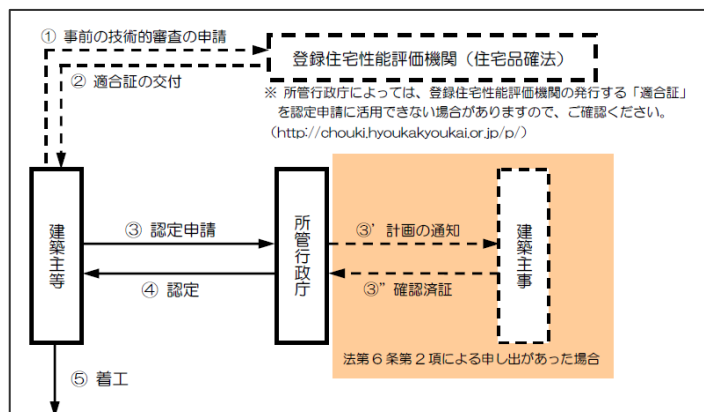 ① 事前の技術的審査の申請
登録住宅性能評価機関（住宅品確法）
② 適合証の交付
※ 所管行政庁によっては、登録住宅性能評価機関の発行する「適合証」
を認定申請に活用できない場合がありますので、ご確認ください。
（http://chouki.hyoukakyoukai.or.jp/p/）
建築主等
③ 認定申請
所管行政庁
③’計画の通知
建築主事
④ 認定
③”確認済証
法第６条第２項による申し出があった場合
⑤ 着工